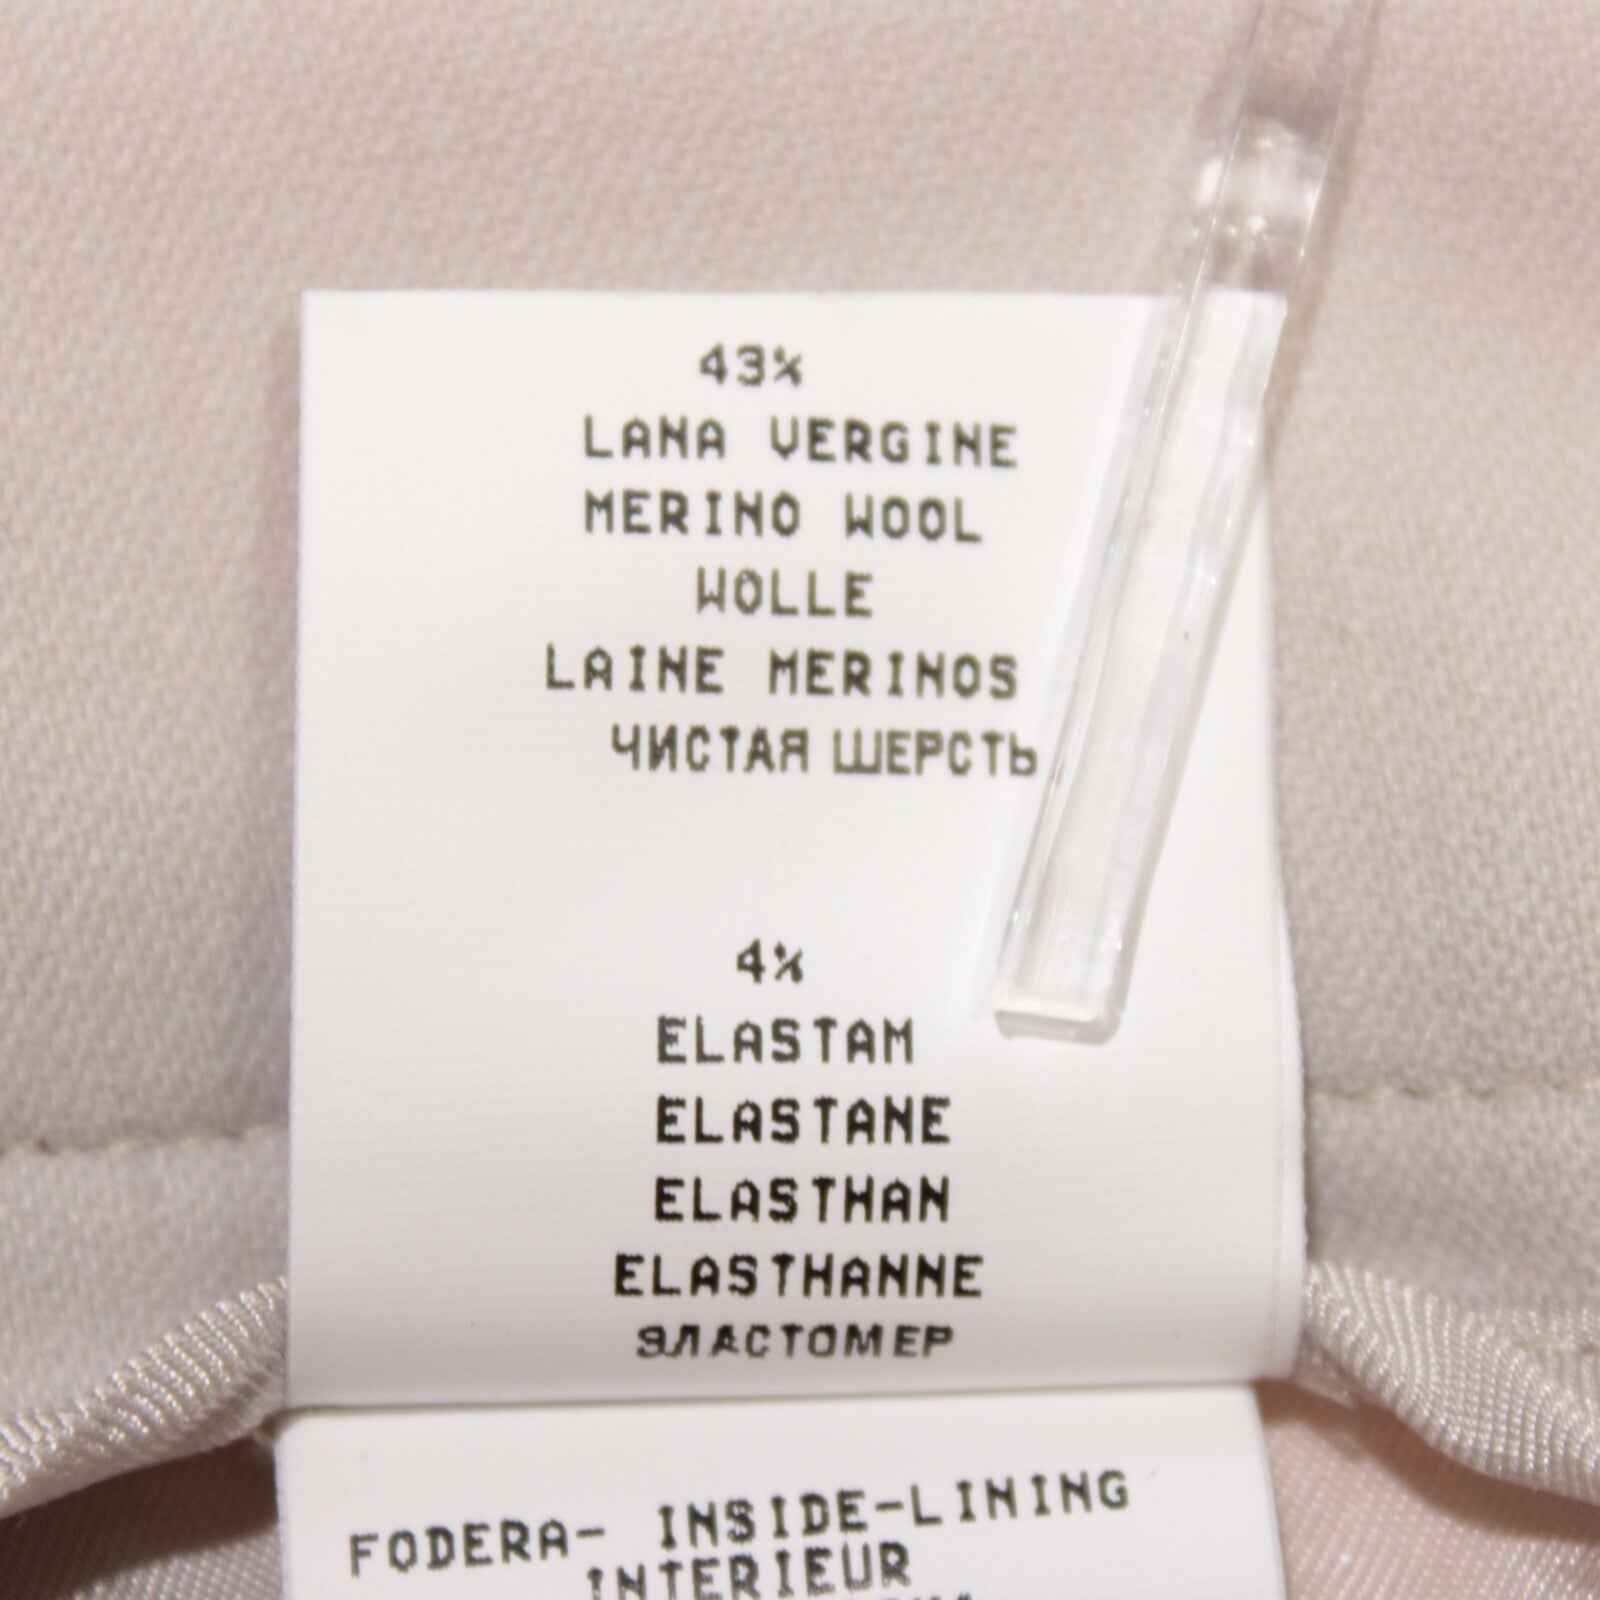 43%
LANA VERGINE
MERINO WOOL
WOLLE
LAINE MERINOS
ЧИСТАЯ ШЕРСТЬ
4%
ELASTAM
ELASTANE
ELASTHAN
ELASTHANNE
ЭЛАСТОМЕР
FODERA- INSIDE-LINING
INTERIEUR